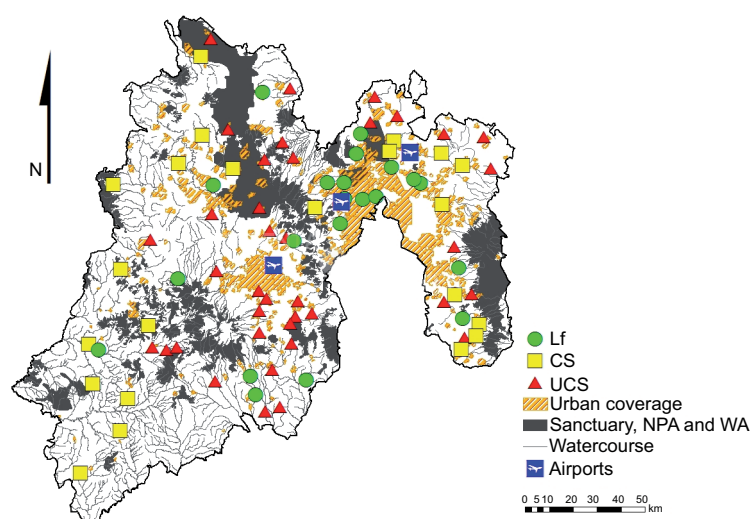 N
Lf
CS
UCS
Urban coverage
Sanctuary, NPA and WA
Watercourse
Airports
0 5 10 20 30 40 50
km